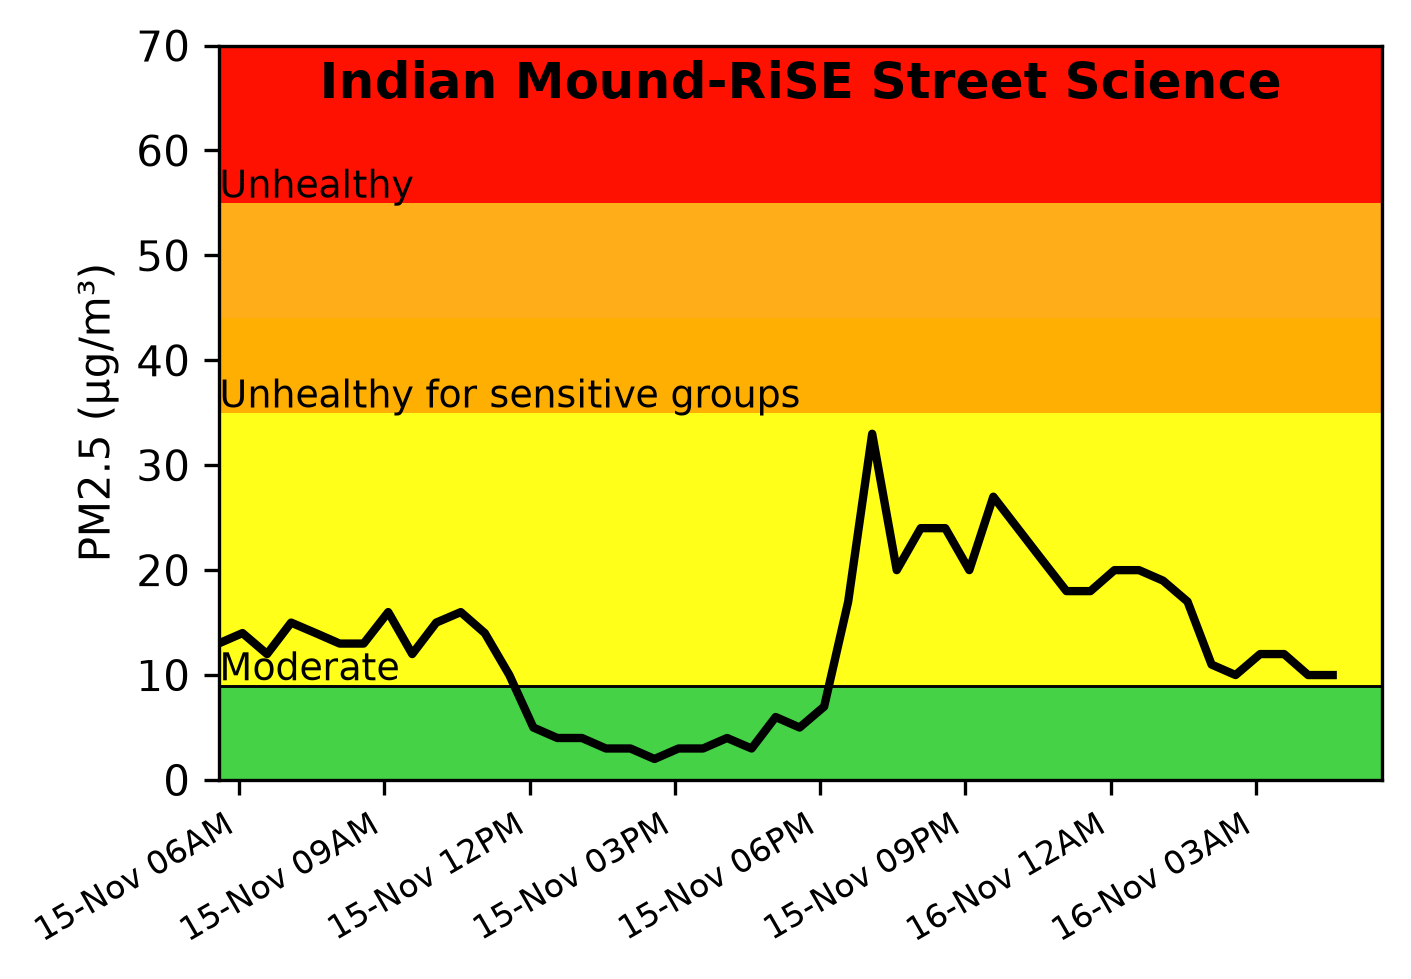 Indian Mound-RiSE Street Science
70
60
Unhealthy
50
40
Unhealthy for sensitive groups
30
20
10
Moderate
0
PM2.5 (µg/m³)
15-Nov 06AM
15-Nov 09AM
15-Nov 12PM
15-Nov 03PM
15-Nov 06PM
15-Nov 09PM
16-Nov 12AM
16-Nov 03AM